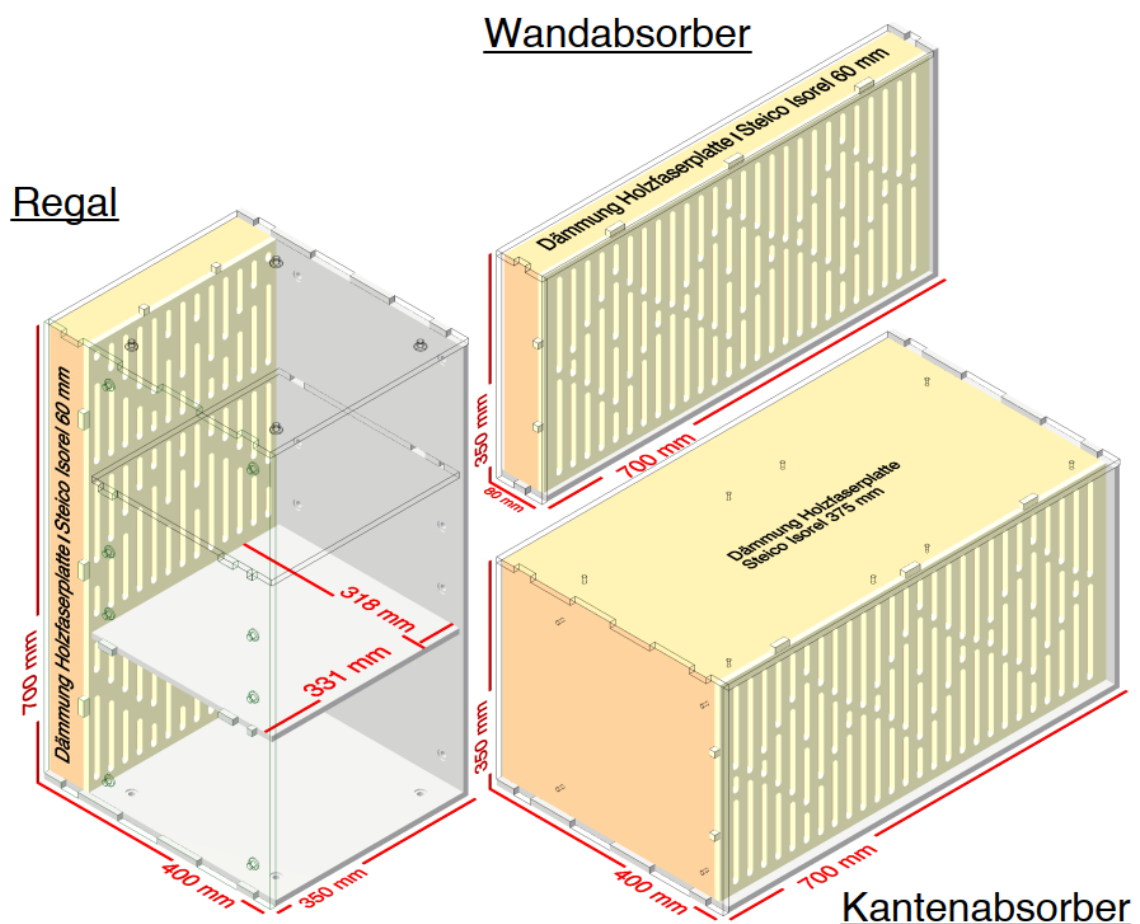 Wandabsorber
Dämmung Holzfaserplatte I Steico Isorel 60 mm
350 mm
80 mm
700 mm
Regal
Dämmung Holzfaserplatte I Steico Isorel 60 mm
700 mm
318 mm
331 mm
400 mm
350 mm
Dämmung Holzfaserplatte
Steico Isorel 375 mm
350 mm
400 mm
700 mm
Kantenabsorber